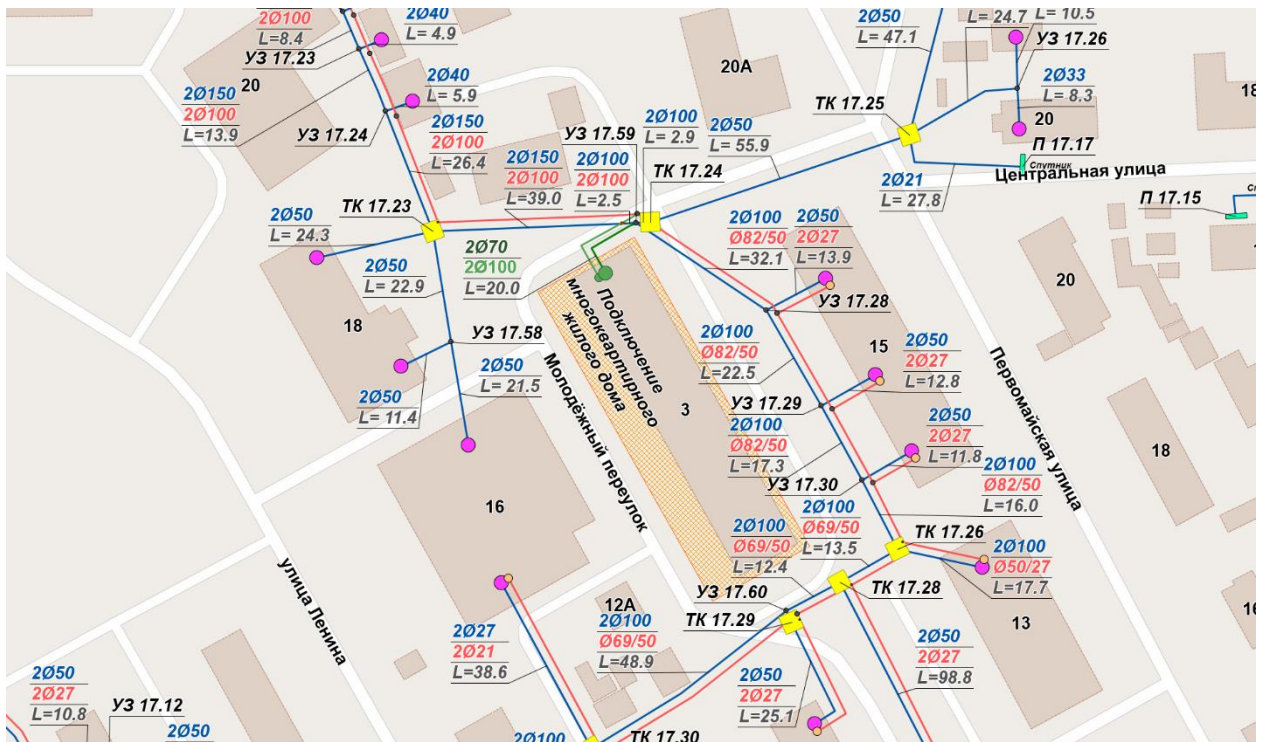 2Ø100
L=8.4
УЗ 17.23
20
2Ø40
L= 4.9
2Ø150
2Ø100
L=13.9
УЗ 17.24
2Ø40
L= 5.9
2Ø150
2Ø100
L=26.4
2Ø150
2Ø100
L=39.0
УЗ 17.59
2Ø100
2Ø100
L=2.5
2Ø100
L= 2.9
ТК 17.24
20А
2Ø50
L= 55.9
2Ø50
L= 47.1
L= 24.7
L= 10.5
УЗ 17.26
2Ø33
L= 8.3
20
ТК 17.25
П 17.17
Спутник
Центральная улица
2Ø21
L= 27.8
П 15.15
18
ТК 17.23
2Ø50
L= 24.3
2Ø50
L= 22.9
18
2Ø70
2Ø100
L=20.0
УЗ 17.58
2Ø50
L= 21.5
2Ø50
L= 11.4
Подключение
многоквартирного
жилого дома
3
Молодёжный переулок
2Ø100
Ø82/50
L=32.1
2Ø50
2Ø27
L=13.9
УЗ 17.28
2Ø100
Ø82/50
L=22.5
15
2Ø50
2Ø27
L=12.8
УЗ 17.29
2Ø100
Ø82/50
L=17.3
2Ø50
2Ø27
L=11.8
УЗ 17.30
2Ø100
Ø82/50
L=16.0
Первомайская улица
20
18
16
2Ø100
Ø69/50
L=12.4
2Ø100
Ø69/50
L=13.5
ТК 17.26
2Ø100
Ø50/27
L=17.7
13
16
УЗ 17.60
ТК 17.28
ТК 17.29
12А
2Ø100
Ø69/50
L=48.9
улица Ленина
2Ø27
2Ø21
L=38.6
2Ø50
2Ø27
L=98.8
2Ø50
2Ø27
L=25.1
2Ø50
2Ø27
L=10.8
УЗ 17.12
2Ø50
2Ø100
ТК 17.30